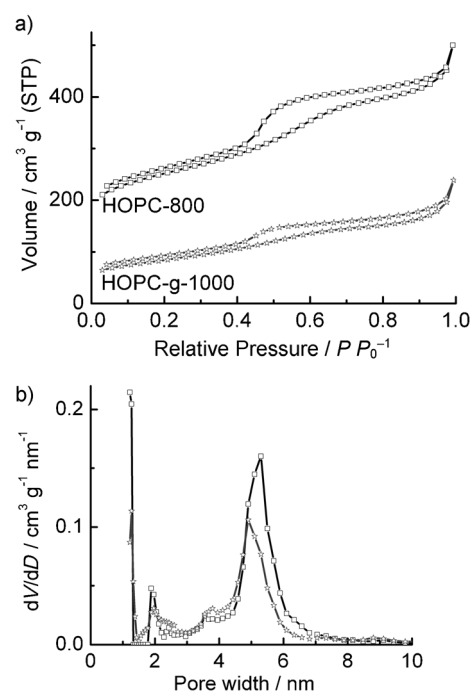 a)
Volume / cm³ g⁻¹ (STP)
400
200
0
HOPC-800
HOPC-g-1000
0.0 0.2 0.4 0.6 0.8 1.0
Relative Pressure / P P₀⁻¹
b)
dV/dD / cm³ g⁻¹ nm⁻¹
0.2
0.1
0.0
0 2 4 6 8 10
Pore width / nm